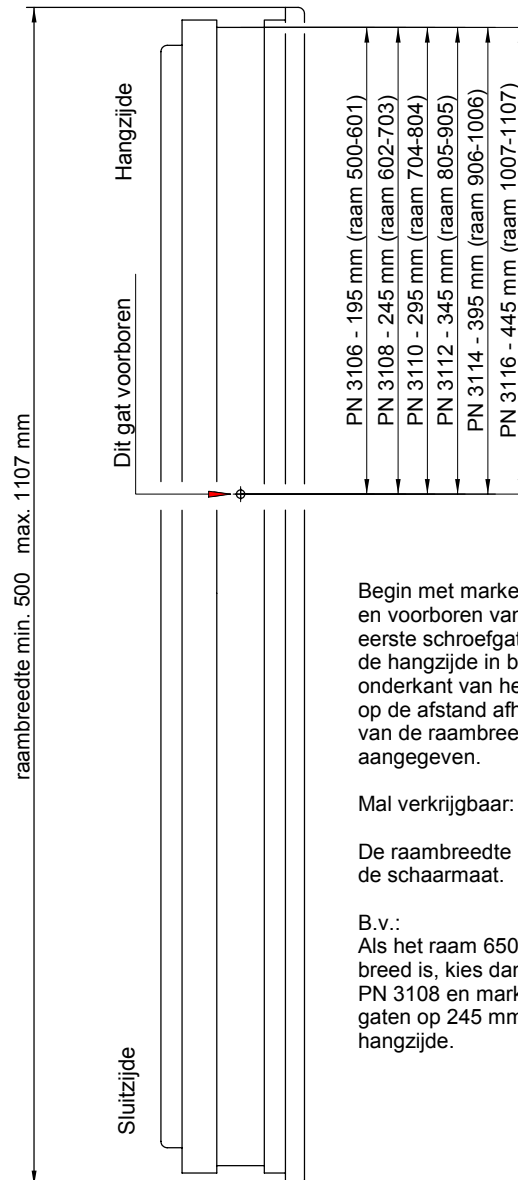 Hangzijde
Dit gat voorboren
raambreedte min. 500 max. 1107 mm
Sluitzijde
PN 3106 - 195 mm (raam 500-601)
PN 3108 - 245 mm (raam 602-703)
PN 3110 - 295 mm (raam 704-804)
PN 3112 - 345 mm (raam 805-905)
PN 3114 - 395 mm (raam 906-1006)
PN 3116 - 445 mm (raam 1007-1107)
Begin met marke
en voorboren van
eerste schroefgat
de hangzijde in b
onderkant van he
op de afstand afh
van de raambree
aangegeven.
Mal verkrijgbaar:
De raambreedte
de schaarmaat.
B.v.:
Als het raam 650
breed is, kies dan
PN 3108 en mark
gaten op 245 mm
hangzijde.